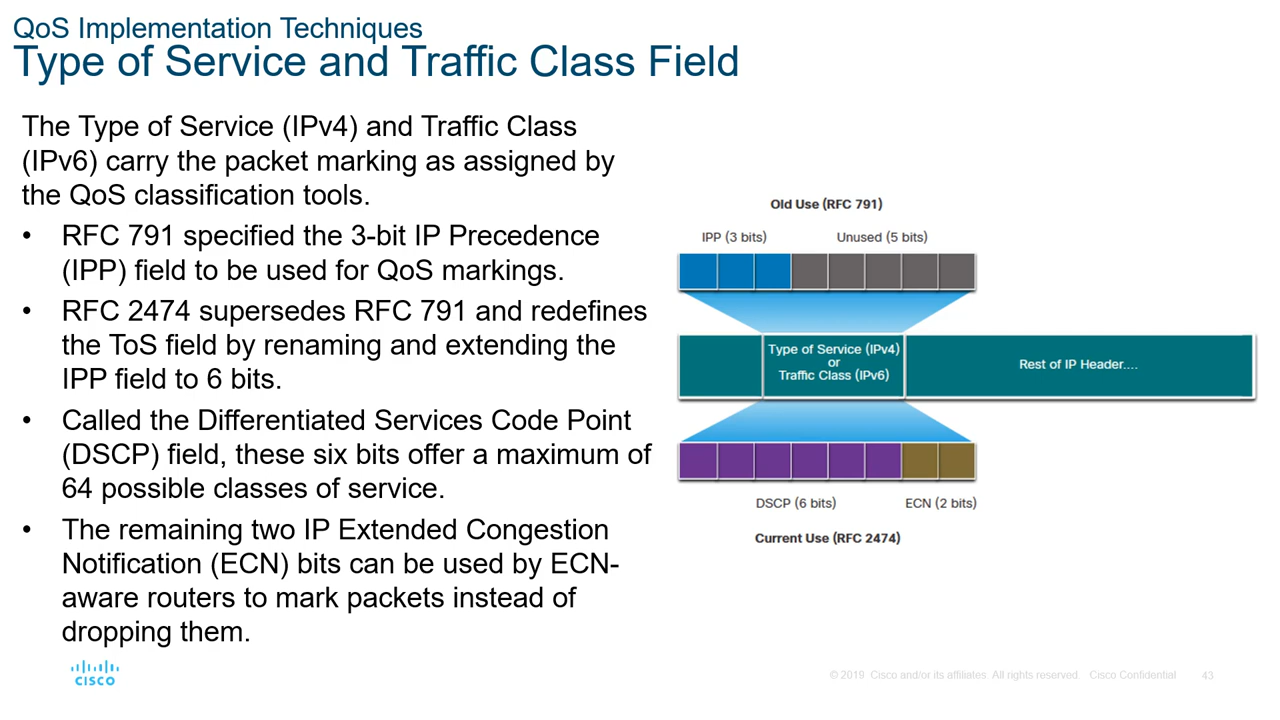 QoS Implementation Techniques
Type of Service and Traffic Class Field
The Type of Service (IPv4) and Traffic Class
(IPv6) carry the packet marking as assigned by
the QoS classification tools.
• RFC 791 specified the 3-bit IP Precedence
(IPP) field to be used for QoS markings.
• RFC 2474 supersedes RFC 791 and redefines
the ToS field by renaming and extending the
IPP field to 6 bits.
• Called the Differentiated Services Code Point
(DSCP) field, these six bits offer a maximum of
64 possible classes of service.
• The remaining two IP Extended Congestion
Notification (ECN) bits can be used by ECN-
aware routers to mark packets instead of
dropping them.
Old Use (RFC 791)
IPP (3 bits) Unused (5 bits)
Type of Service (IPv4)
or
Traffic Class (IPv6)
Rest of IP Header....
DSCP (6 bits) ECN (2 bits)
Current Use (RFC 2474)
CISCO
© 2019 Cisco and/or its affiliates. All rights reserved. Cisco Confidential 43